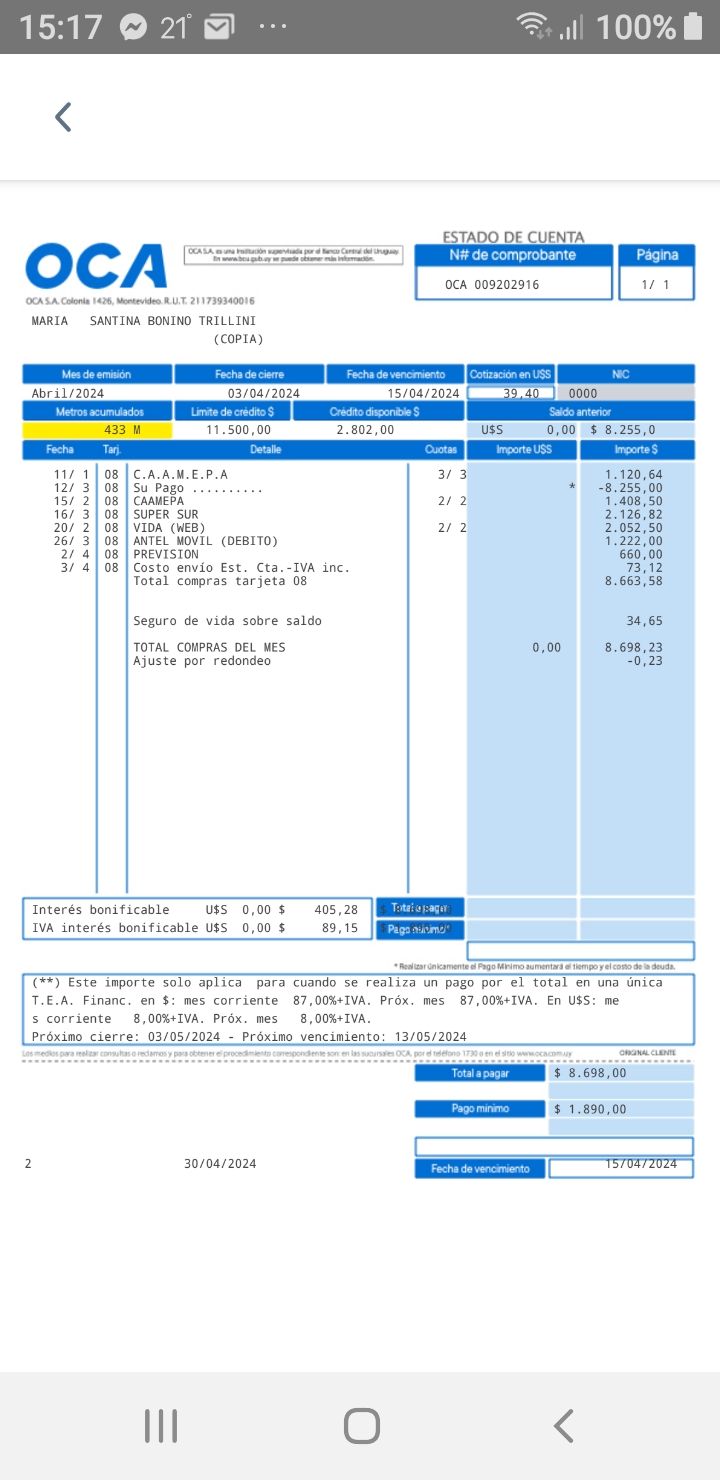 15:17 21° ... 100%
ESTADO DE CUENTA
OCA
OCA S.A. es una institución supervisada por el Banco Central del Uruguay.
En www.bcu.gub.uy se puede obtener más información.
N# de comprobante Página
OCA 009202916 1/ 1
OCA S.A. Colonia 1426, Montevideo. R.U.T. 211739340016
MARIA SANTINA BONINO TRILLINI
(COPIA)
Mes de emisión Fecha de cierre Fecha de vencimiento Cotización en U$S NIC
Abril/2024 03/04/2024 15/04/2024 39,40 0000
Metros acumulados Limite de crédito $ Crédito disponible $ Saldo anterior
433 M 11.500,00 2.802,00 U$S 0,00 $ 8.255,0
Fecha Tarj. Detalle Cuotas Importe U$S Importe $
11/ 1 08 C.A.A.M.E.P.A 3/ 3 1.120,64
12/ 3 08 Su Pago .......... * -8.255,00
15/ 2 08 CAAMEPA 2/ 2 1.408,50
16/ 3 08 SUPER SUR 2.126,82
20/ 2 08 VIDA (WEB) 2/ 2 2.052,50
26/ 3 08 ANTEL MOVIL (DEBITO) 1.222,00
2/ 4 08 PREVISION 660,00
3/ 4 08 Costo envío Est. Cta.-IVA inc. 73,12
Total compras tarjeta 08 8.663,58
Seguro de vida sobre saldo 34,65
TOTAL COMPRAS DEL MES 0,00 8.698,23
Ajuste por redondeo -0,23
Interés bonificable U$S 0,00 $ 405,28 Total a pagar
IVA interés bonificable U$S 0,00 $ 89,15 Pago mínimo
* Realizar únicamente el Pago Mínimo aumentará el tiempo y el costo de la deuda.
(**) Este importe solo aplica para cuando se realiza un pago por el total en una única
T.E.A. Financ. en $: mes corriente 87,00%+IVA. Próx. mes 87,00%+IVA. En U$S: me
s corriente 8,00%+IVA. Próx. mes 8,00%+IVA.
Próximo cierre: 03/05/2024 - Próximo vencimiento: 13/05/2024
Los medios para realizar consultas o reclamos y para obtener el procedimiento correspondiente son: en las sucursales OCA, por el teléfono 1730 o en el sitio www.oca.com.uy ORIGINAL CLIENTE
Total a pagar $ 8.698,00
Pago mínimo $ 1.890,00
2 30/04/2024 Fecha de vencimiento 15/04/2024